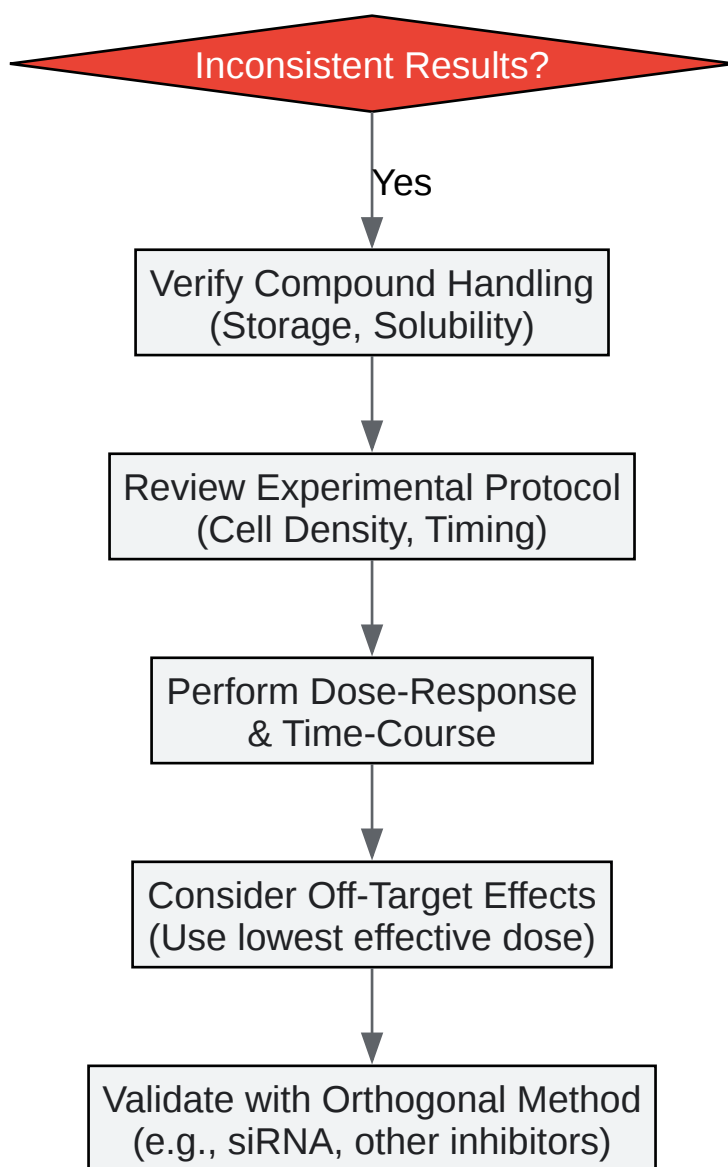 Inconsistent Results?
Yes
Verify Compound Handling
(Storage, Solubility)
Review Experimental Protocol
(Cell Density, Timing)
Perform Dose-Response
& Time-Course
Consider Off-Target Effects
(Use lowest effective dose)
Validate with Orthogonal Method
(e.g., siRNA, other inhibitors)